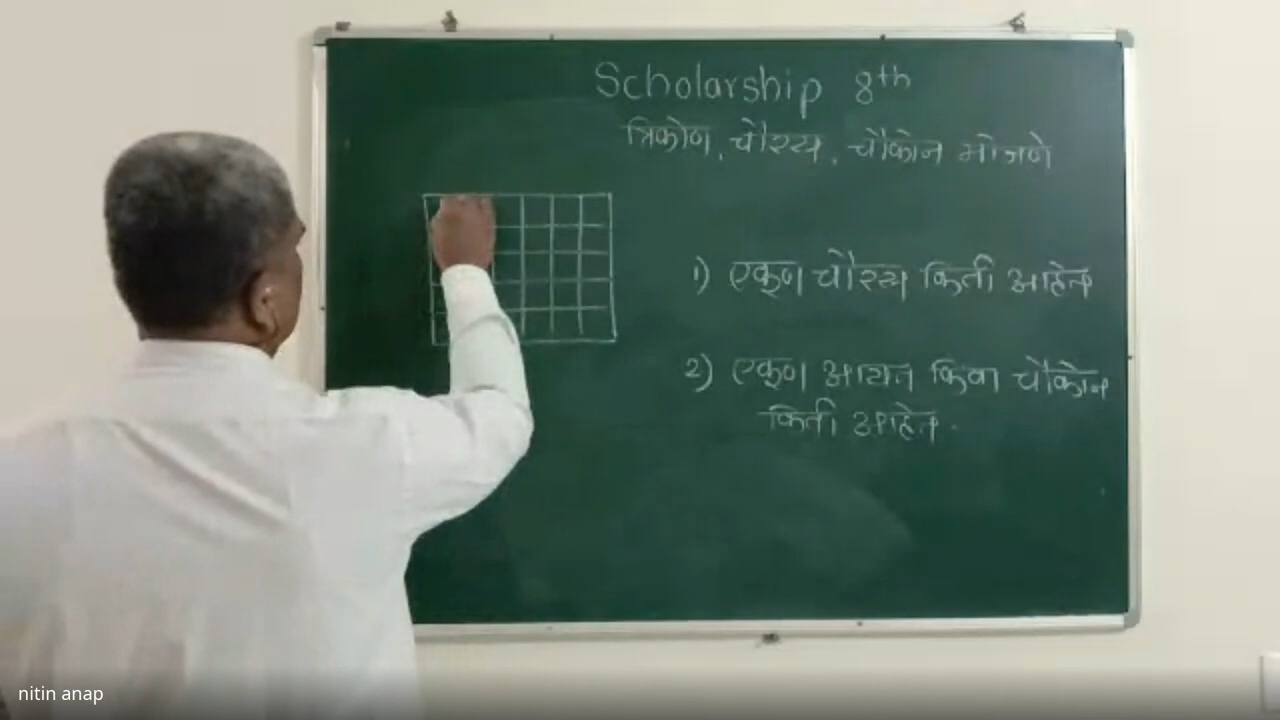 Scholarship 8th
त्रिकोण, चौरस, चौकोन मोजणे
1) एकूण चौरस किती आहेत
2) एकूण आयत किंवा चौकोन
किती आहेत.
nitin anap